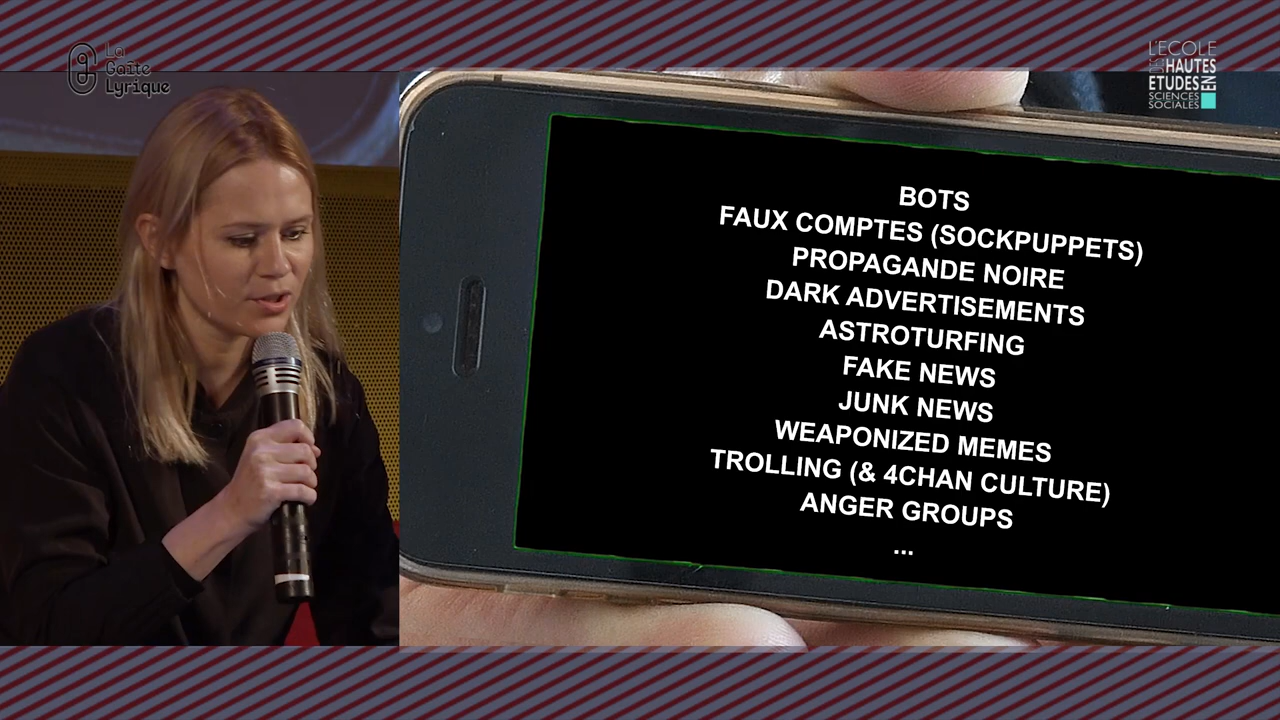 La
Gaîte
Lyrique
L'ECOLE
DES HAUTES
ETUDES EN
SCIENCES
SOCIALES
BOTS
FAUX COMPTES (SOCKPUPPETS)
PROPAGANDE NOIRE
DARK ADVERTISEMENTS
ASTROTURFING
FAKE NEWS
JUNK NEWS
WEAPONIZED MEMES
TROLLING (& 4CHAN CULTURE)
ANGER GROUPS
...